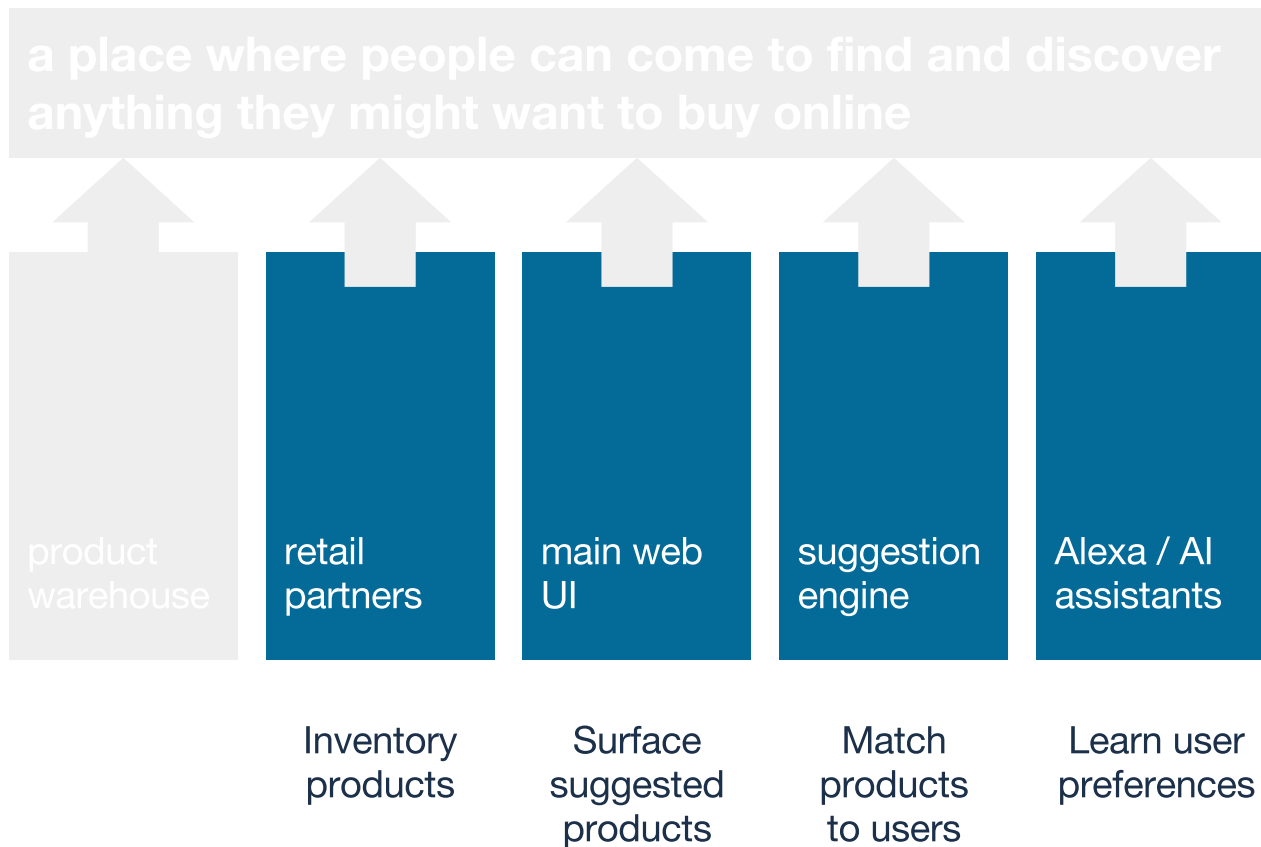 a place where people can come to find and discover
anything they might want to buy online
product
warehouse
retail
partners
main web
UI
suggestion
engine
Alexa / AI
assistants
Inventory
products
Surface
suggested
products
Match
products
to users
Learn user
preferences